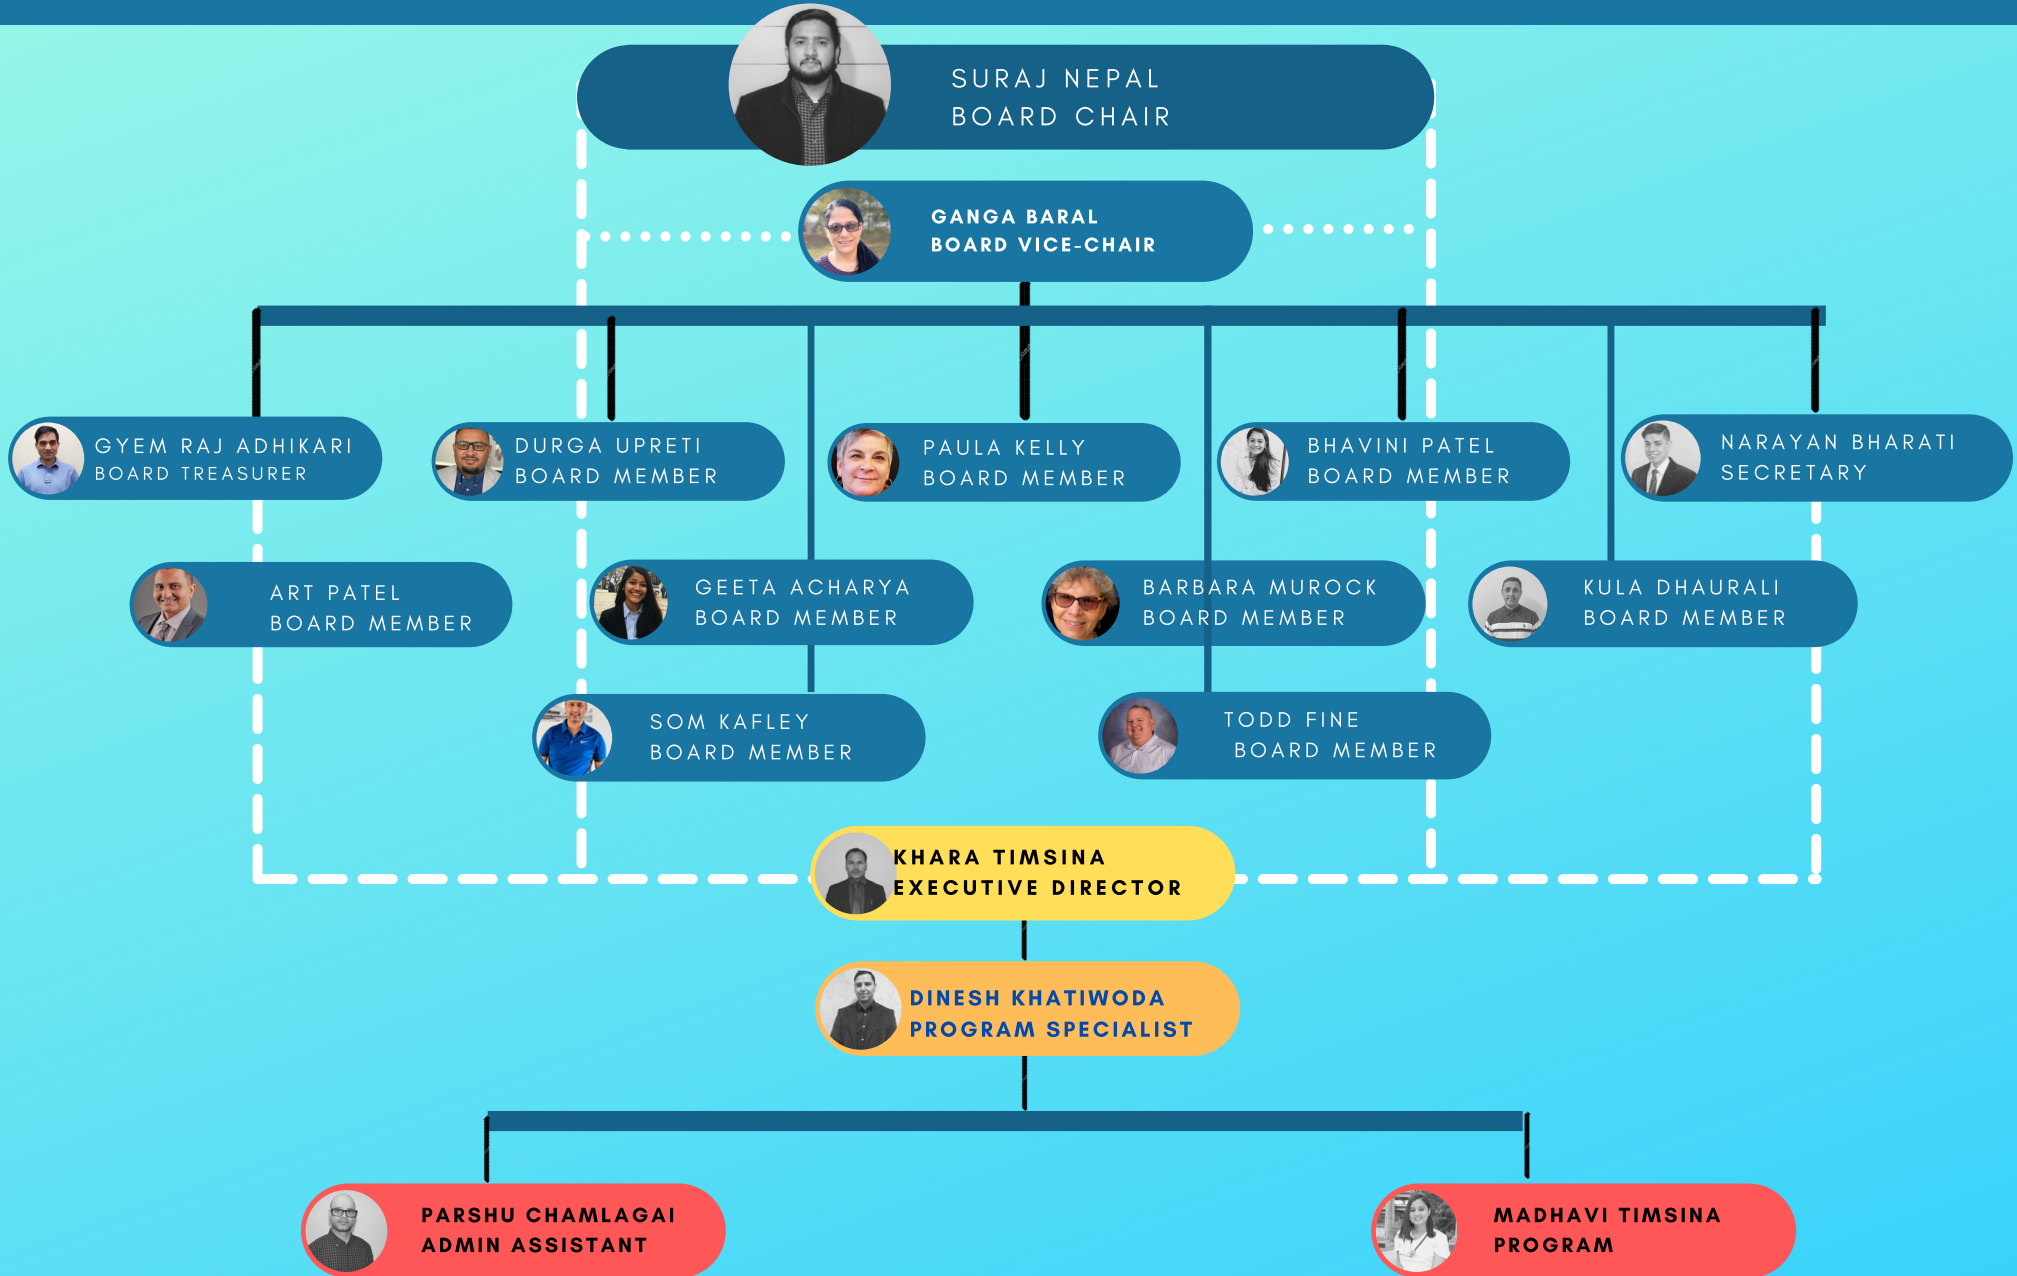 SURAJ NEPAL
BOARD CHAIR
GANGA BARAL
BOARD VICE-CHAIR
GYEM RAJ ADHIKARI
BOARD TREASURER
DURGA UPRETI
BOARD MEMBER
PAULA KELLY
BOARD MEMBER
BHAVINI PATEL
BOARD MEMBER
NARAYAN BHARATI
SECRETARY
ART PATEL
BOARD MEMBER
GEETA ACHARYA
BOARD MEMBER
BARBARA MUROCK
BOARD MEMBER
KULA DHAURALI
BOARD MEMBER
SOM KAFLEY
BOARD MEMBER
TODD FINE
BOARD MEMBER
KHARA TIMSINA
EXECUTIVE DIRECTOR
DINESH KHATIWODA
PROGRAM SPECIALIST
PARSHU CHAMLAGAI
ADMIN ASSISTANT
MADHAVI TIMSINA
PROGRAM